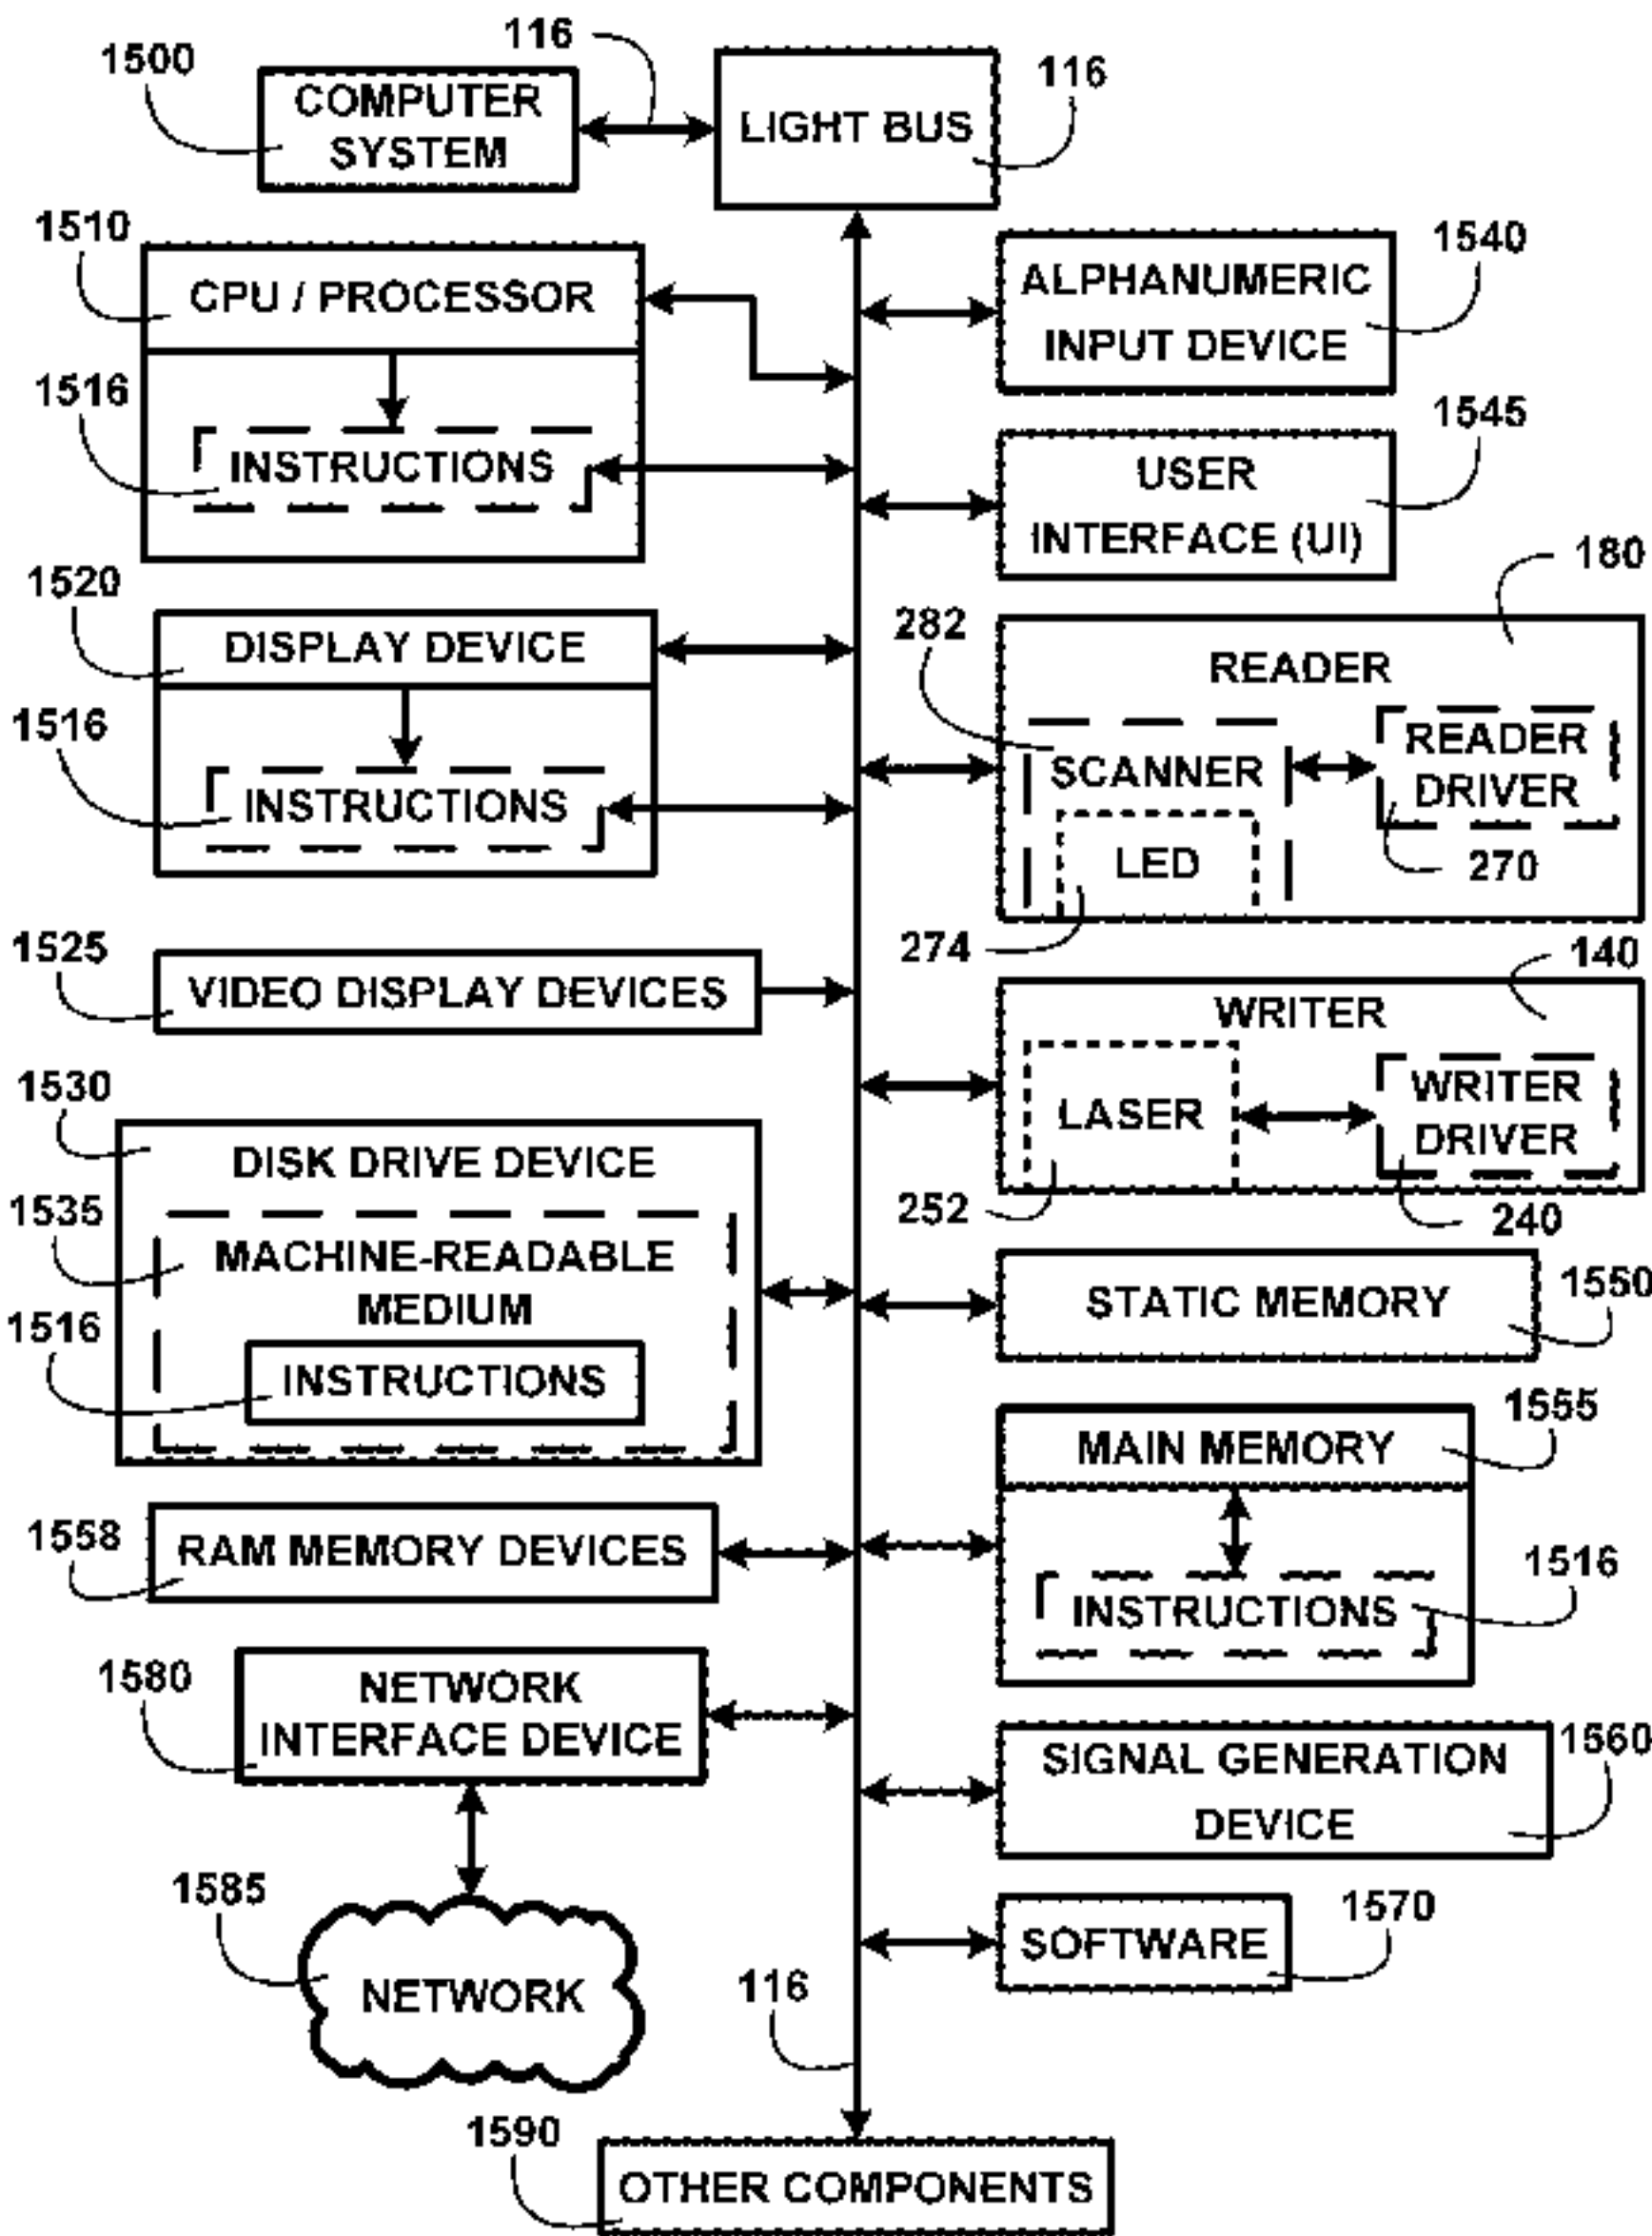 116
1500
COMPUTER
SYSTEM
LIGHT BUS
116
1510
CPU / PROCESSOR
1516
INSTRUCTIONS
1540
ALPHANUMERIC
INPUT DEVICE
1545
USER
INTERFACE (UI)
1520
DISPLAY DEVICE
1516
INSTRUCTIONS
180
282
READER
SCANNER
READER
DRIVER
LED
270
274
1525
VIDEO DISPLAY DEVICES
140
WRITER
LASER
WRITER
DRIVER
252
240
1530
DISK DRIVE DEVICE
1535
MACHINE-READABLE
MEDIUM
1516
INSTRUCTIONS
STATIC MEMORY
1550
1555
MAIN MEMORY
1516
INSTRUCTIONS
1558
RAM MEMORY DEVICES
1580
NETWORK
INTERFACE DEVICE
1560
SIGNAL GENERATION
DEVICE
1585
NETWORK
1570
SOFTWARE
116
1590
OTHER COMPONENTS